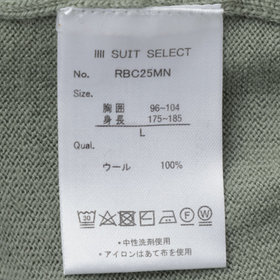 SUIT SELECT
No. RBC25MN
Size.
胸囲 96-104
身長 175-185
L
Qual.
ウール 100%
・中性洗剤使用
・アイロンはあて布を使用